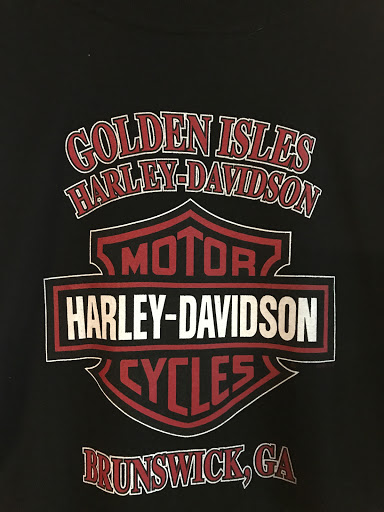 GOLDEN ISLES
HARLEY-DAVIDSON
MOTOR
HARLEY-DAVIDSON
CYCLES
BRUNSWICK, GA